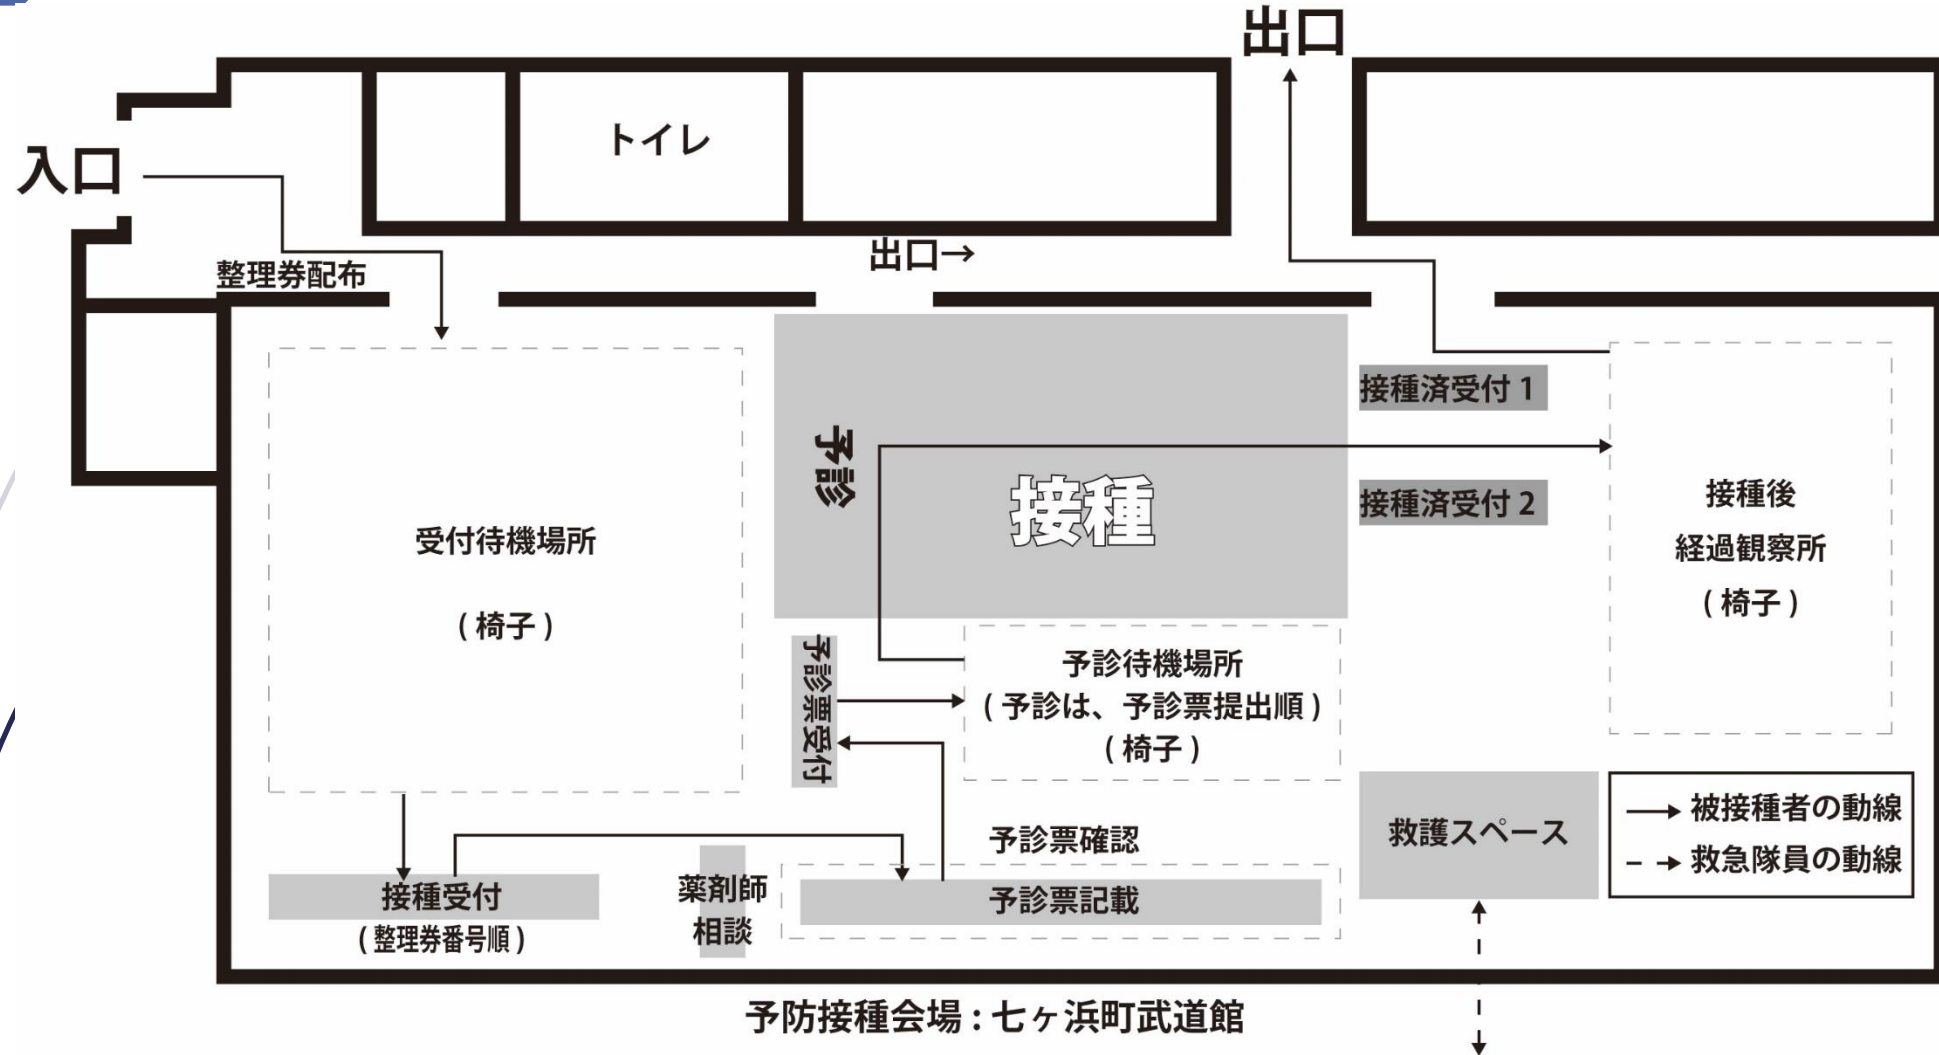 出口
入口
トイレ
出口→
整理券配布
接種済受付 1
予診
接種
接種済受付 2
接種後
経過観察所
( 椅子 )
受付待機場所
( 椅子 )
予診票受付
予診待機場所
( 予診は、予診票提出順 )
( 椅子 )
救護スペース
被接種者の動線
救急隊員の動線
予診票確認
接種受付
( 整理券番号順 )
薬剤師
相談
予診票記載
予防接種会場 : 七ヶ浜町武道館